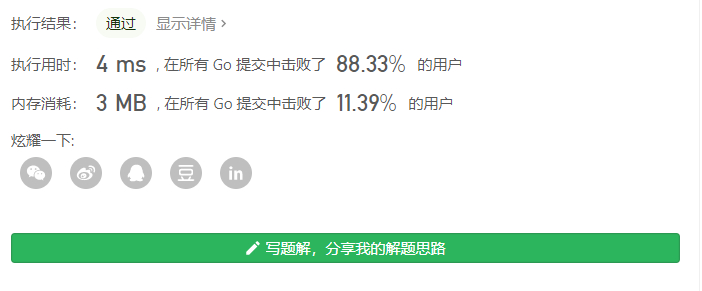 执行结果： 通过 显示详情 >
执行用时： 4 ms , 在所有 Go 提交中击败了 88.33% 的用户
内存消耗： 3 MB , 在所有 Go 提交中击败了 11.39% 的用户
炫耀一下:
豆 in
写题解，分享我的解题思路